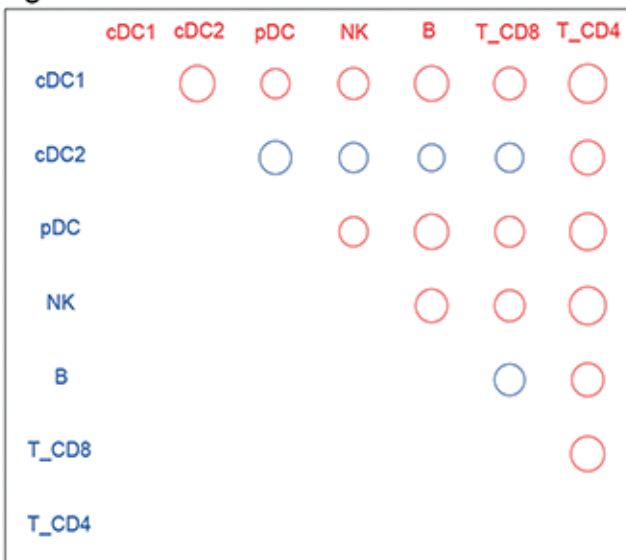 cDC1 cDC2 pDC NK B T_CD8 T_CD4
cDC1
cDC2
pDC
NK
B
T_CD8
T_CD4